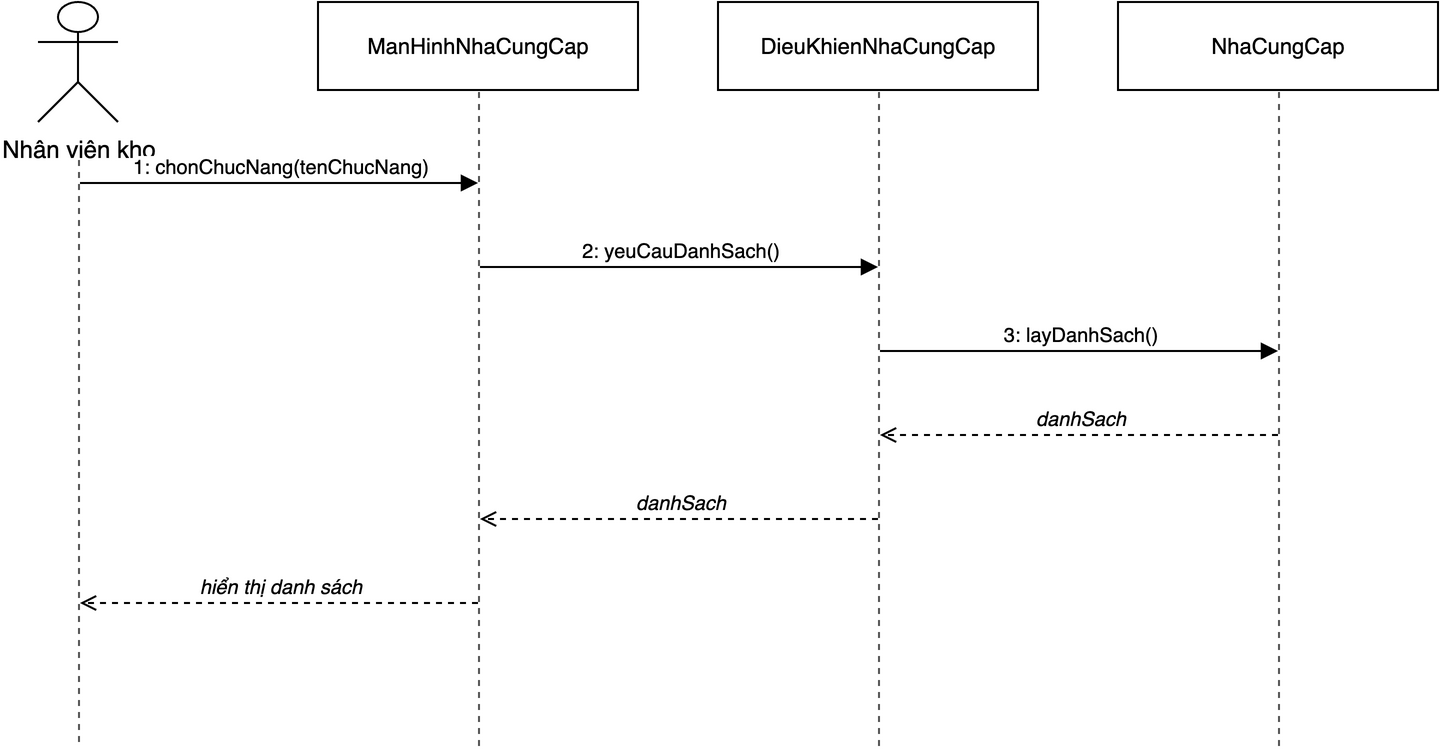 ManHinhNhaCungCap
DieuKhienNhaCungCap
NhaCungCap
Nhân viên kho
1: chonChucNang(tenChucNang)
2: yeuCauDanhSach()
3: layDanhSach()
danhSach
danhSach
hiển thị danh sách